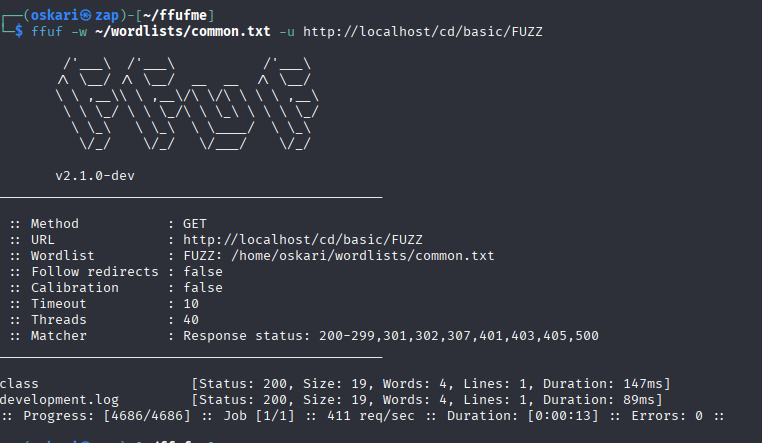 ┌──(oskari㉿zap)-[~/ffufme]
└─$ ffuf -w ~/wordlists/common.txt -u http://localhost/cd/basic/FUZZ

        /'___\  /'___\           /'___\
       /\ \__/ /\ \__/  __  __  /\ \__/
       \ \ ,__\\ \ ,__\/\ \/\ \ \ \ ,__\
        \ \ \_/ \ \ \_/\ \ \_\ \ \ \ \_/
         \ \_\   \ \_\  \ \____/  \ \_\
          \/_/    \/_/   \/___/    \/_/

       v2.1.0-dev
________________________________________________

 :: Method           : GET
 :: URL              : http://localhost/cd/basic/FUZZ
 :: Wordlist         : FUZZ: /home/oskari/wordlists/common.txt
 :: Follow redirects : false
 :: Calibration      : false
 :: Timeout          : 10
 :: Threads          : 40
 :: Matcher          : Response status: 200-299,301,302,307,401,403,405,500
________________________________________________

class                   [Status: 200, Size: 19, Words: 4, Lines: 1, Duration: 147ms]
development.log         [Status: 200, Size: 19, Words: 4, Lines: 1, Duration: 89ms]
:: Progress: [4686/4686] :: Job [1/1] :: 411 req/sec :: Duration: [0:00:13] :: Errors: 0 ::